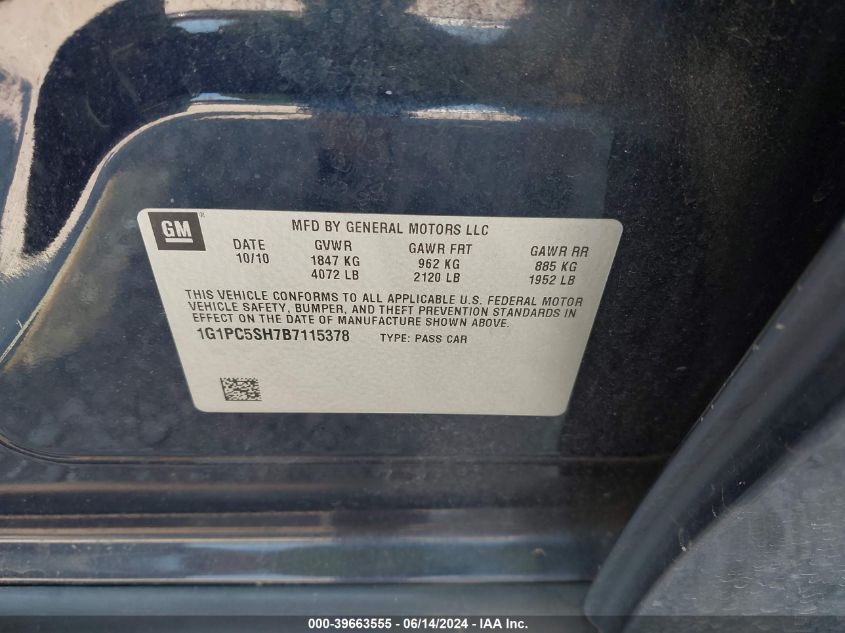 GM ®
MFD BY GENERAL MOTORS LLC
DATE GVWR GAWR FRT GAWR RR
10/10 1847 KG 962 KG 885 KG
4072 LB 2120 LB 1952 LB
THIS VEHICLE CONFORMS TO ALL APPLICABLE U.S. FEDERAL MOTOR
VEHICLE SAFETY, BUMPER, AND THEFT PREVENTION STANDARDS IN
EFFECT ON THE DATE OF MANUFACTURE SHOWN ABOVE.
1G1PC5SH7B7115378 TYPE: PASS CAR
000-39663555 - 06/14/2024 - IAA Inc.